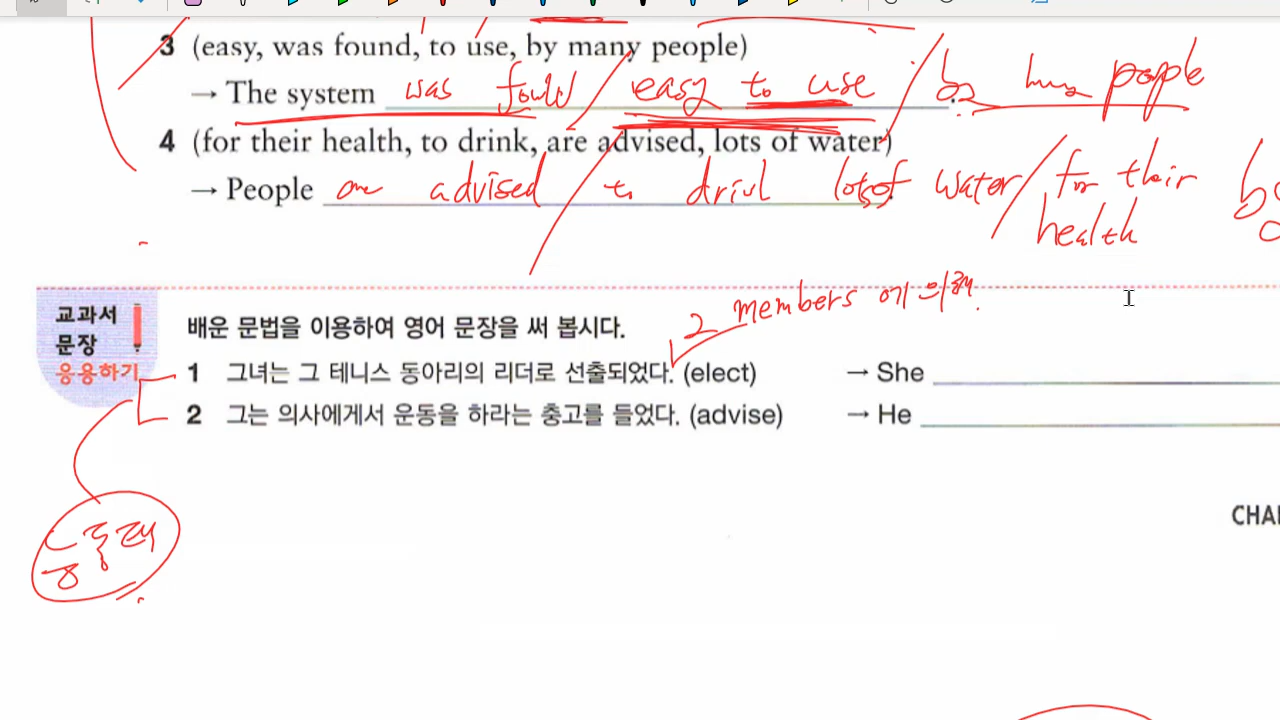 3 (easy, was found, to use, by many people)
→ The system was found / easy to use / by many people
4 (for their health, to drink, are advised, lots of water)
→ People are advised / to drink lots of water / for their
health
교과서
문장
응용하기
배운 문법을 이용하여 영어 문장을 써 봅시다.
2 members 에 의해.
1 그녀는 그 테니스 동아리의 리더로 선출되었다. (elect) → She
2 그는 의사에게서 운동을 하라는 충고를 들었다. (advise) → He
CHA